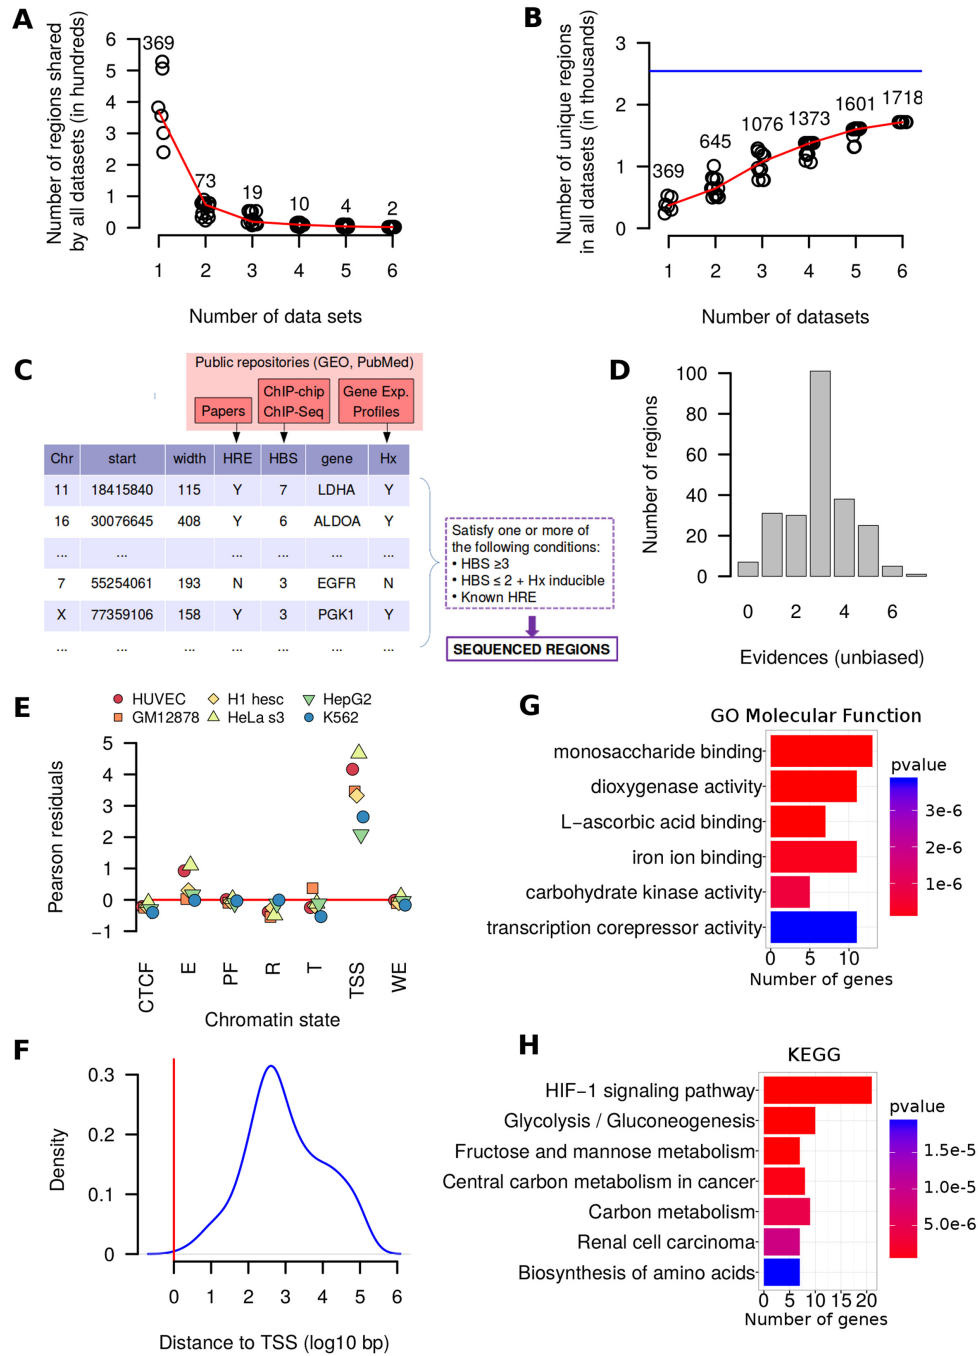 A
Number of regions shared
by all datasets (in hundreds)
6
5
4
3
2
1
0
369
73
19
10
4
2
1 2 3 4 5 6
Number of data sets
B
Number of unique regions
in all datasets (in thousands)
3
2
1
0
369
645
1076
1373
1601
1718
1 2 3 4 5 6
Number of datasets
C
Public repositories (GEO, PubMed)
Papers
ChIP-chip
ChIP-Seq
Gene Exp.
Profiles
Chr start width HRE HBS gene Hx
11 18415840 115 Y 7 LDHA Y
16 30076645 408 Y 6 ALDOA Y
... ... ... ... ... ... ...
7 55254061 193 N 3 EGFR N
X 77359106 158 Y 3 PGK1 Y
... ... ... ... ... ... ...
Satisfy one or more of
the following conditions:
• HBS ≥3
• HBS ≤ 2 + Hx inducible
• Known HRE
SEQUENCED REGIONS
D
Number of regions
100
80
60
40
20
0
0 2 4 6
Evidences (unbiased)
E
HUVEC H1 hesc HepG2
GM12878 HeLa s3 K562
Pearson residuals
5
4
3
2
1
0
−1
CTCF
E
PF
R
T
TSS
WE
Chromatin state
F
Density
0.3
0.2
0.1
0
0 1 2 3 4 5 6
Distance to TSS (log10 bp)
G
GO Molecular Function
monosaccharide binding
dioxygenase activity
L−ascorbic acid binding
iron ion binding
carbohydrate kinase activity
transcription corepressor activity
0 5 10
Number of genes
pvalue
3e-6
2e-6
1e-6
H
KEGG
HIF−1 signaling pathway
Glycolysis / Gluconeogenesis
Fructose and mannose metabolism
Central carbon metabolism in cancer
Carbon metabolism
Renal cell carcinoma
Biosynthesis of amino acids
0 5 10 15 20
Number of genes
pvalue
1.5e-5
1.0e-5
5.0e-6